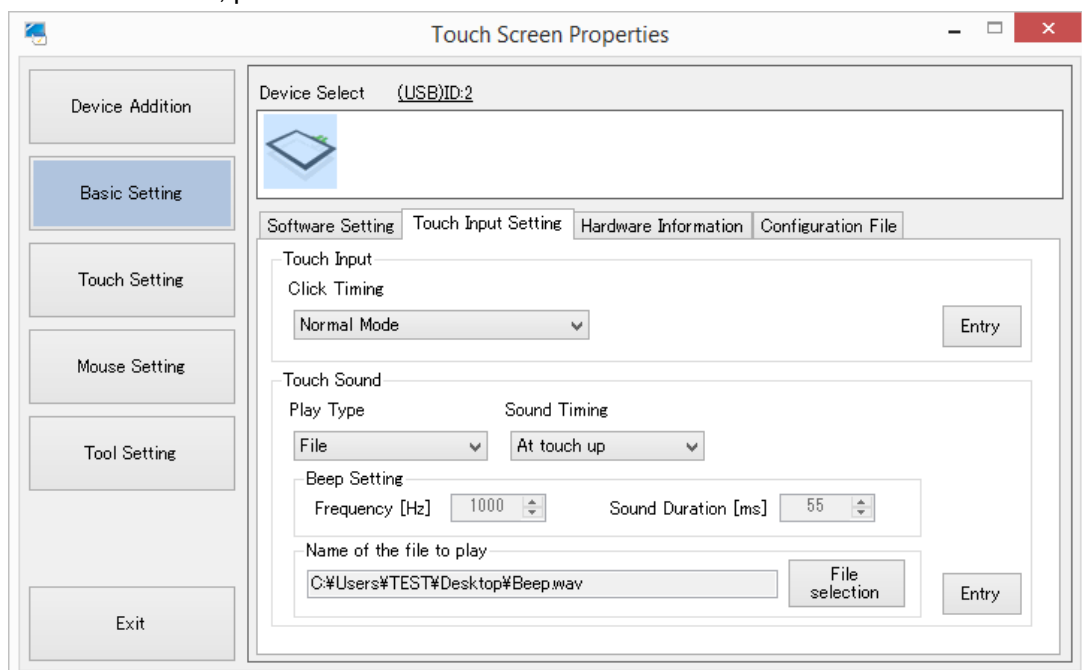 Touch Screen Properties
Device Addition
Basic Setting
Touch Setting
Mouse Setting
Tool Setting
Exit
Device Select (USB)ID:2
Software Setting Touch Input Setting Hardware Information Configuration File
Touch Input
Click Timing
Normal Mode
Entry
Touch Sound
Play Type Sound Timing
File At touch up
Beep Setting
Frequency [Hz] 1000 Sound Duration [ms] 55
Name of the file to play
C:¥Users¥TEST¥Desktop¥Beep.wav
File
selection
Entry